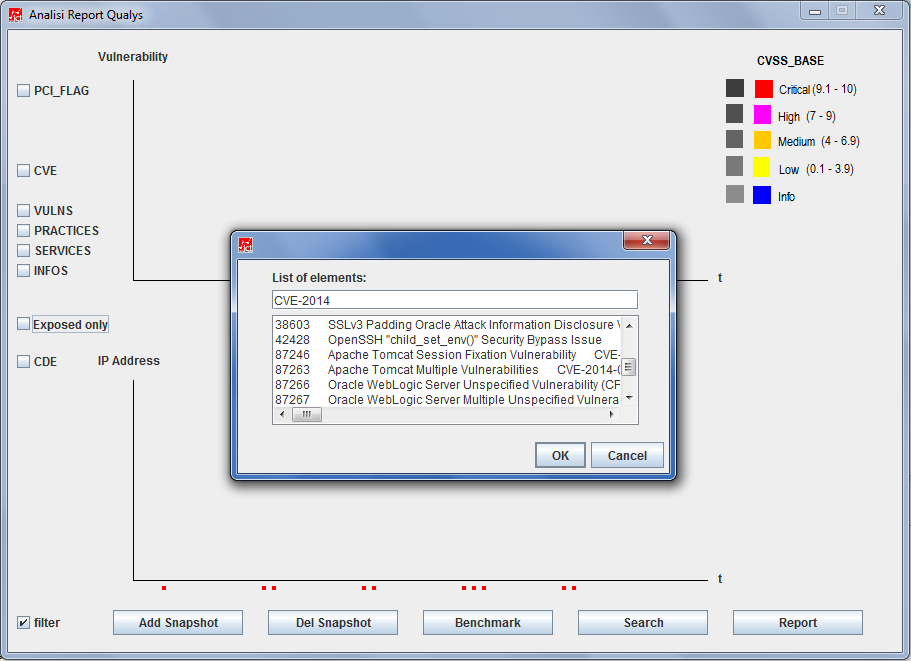 Analisi Report Qualys
Vulnerability
CVSS_BASE
PCI_FLAG
Critical (9.1 - 10)
High (7 - 9)
Medium (4 - 6.9)
CVE
Low (0.1 - 3.9)
Info
VULNS
PRACTICES
SERVICES
INFOS
t
List of elements:
CVE-2014
38603 SSLv3 Padding Oracle Attack Information Disclosure
42428 OpenSSH "child_set_env()" Security Bypass Issue
87246 Apache Tomcat Session Fixation Vulnerability CVE-
87263 Apache Tomcat Multiple Vulnerabilities CVE-2014-
87266 Oracle WebLogic Server Unspecified Vulnerability
87267 Oracle WebLogic Server Multiple Unspecified Vulnera
OK Cancel
Exposed only
CDE
IP Address
t
filter
Add Snapshot
Del Snapshot
Benchmark
Search
Report